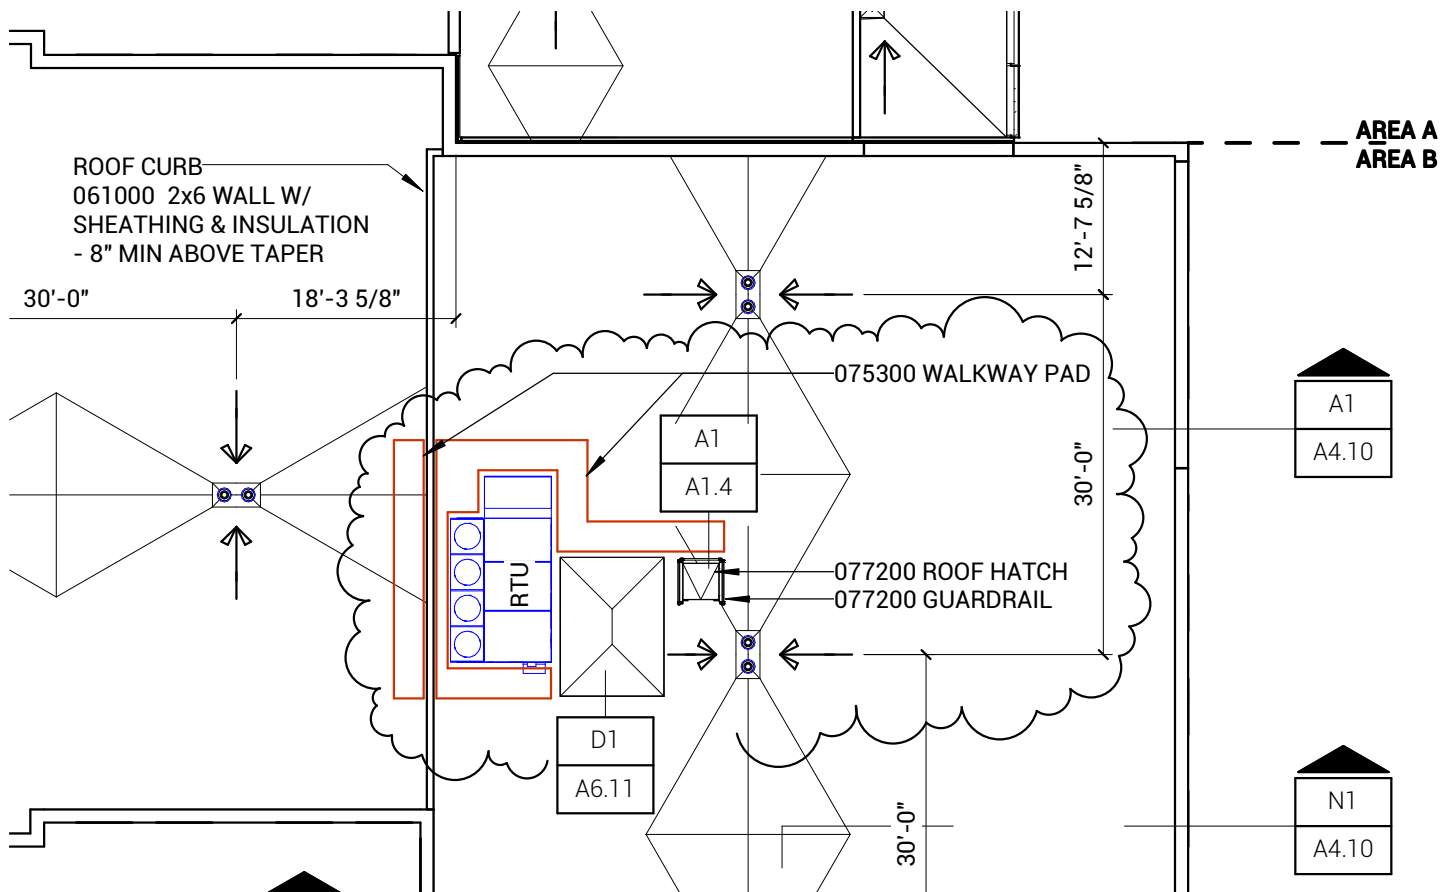 AREA A
AREA B
ROOF CURB
061000  2x6 WALL W/
SHEATHING & INSULATION
- 8" MIN ABOVE TAPER
12'-7 5/8"
30'-0"
18'-3 5/8"
075300 WALKWAY PAD
A1
A4.10
A1
A1.4
30'-0"
RTU
077200 ROOF HATCH
077200 GUARDRAIL
D1
A6.11
30'-0"
N1
A4.10